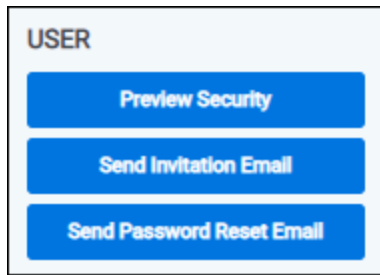 USER
Preview Security
Send Invitation Email
Send Password Reset Email